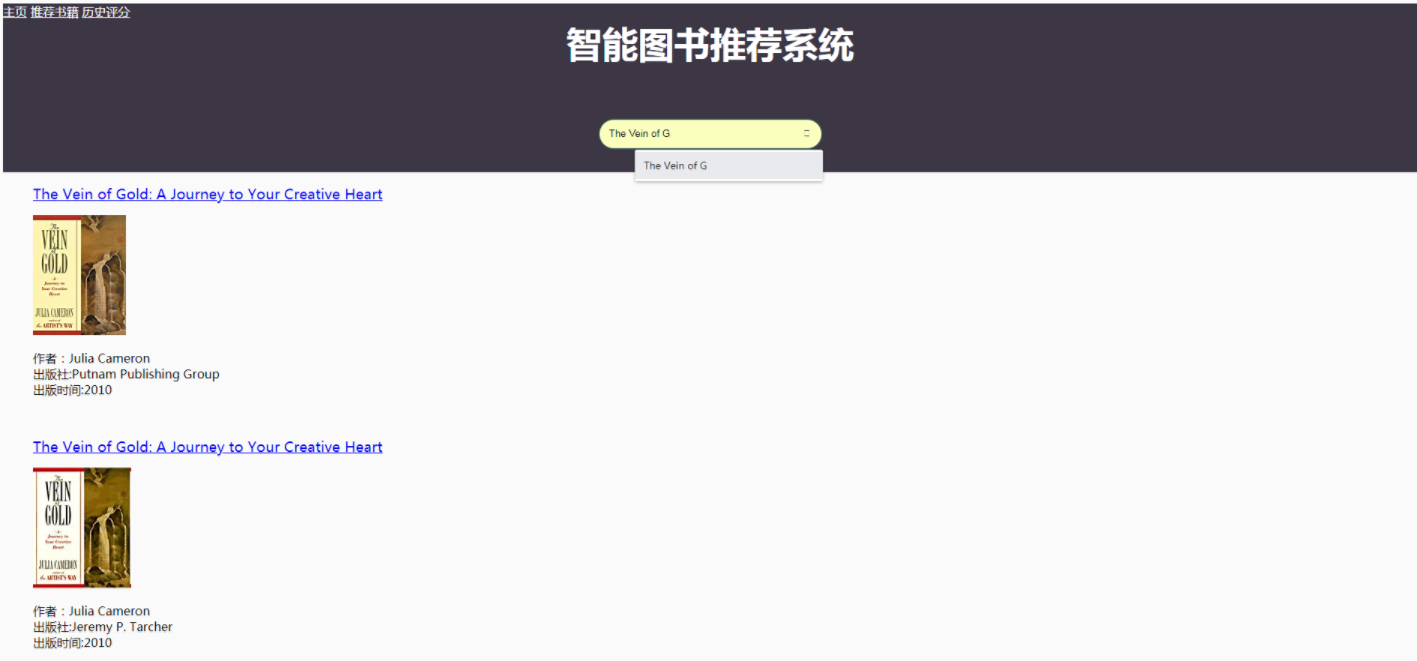 主页 推荐书籍 历史评分
智能图书推荐系统
The Vein of G
The Vein of G
The Vein of Gold: A Journey to Your Creative Heart
The
VEIN
of
GOLD
A
Journey to
Your Creative
Heart
JULIA CAMERON
author of
the ARTIST'S WAY
作者：Julia Cameron
出版社:Putnam Publishing Group
出版时间:2010
The Vein of Gold: A Journey to Your Creative Heart
The
VEIN
of
GOLD
A
Journey to
Your Creative
Heart
JULIA CAMERON
author of
the ARTIST'S WAY
作者：Julia Cameron
出版社:Jeremy P. Tarcher
出版时间:2010